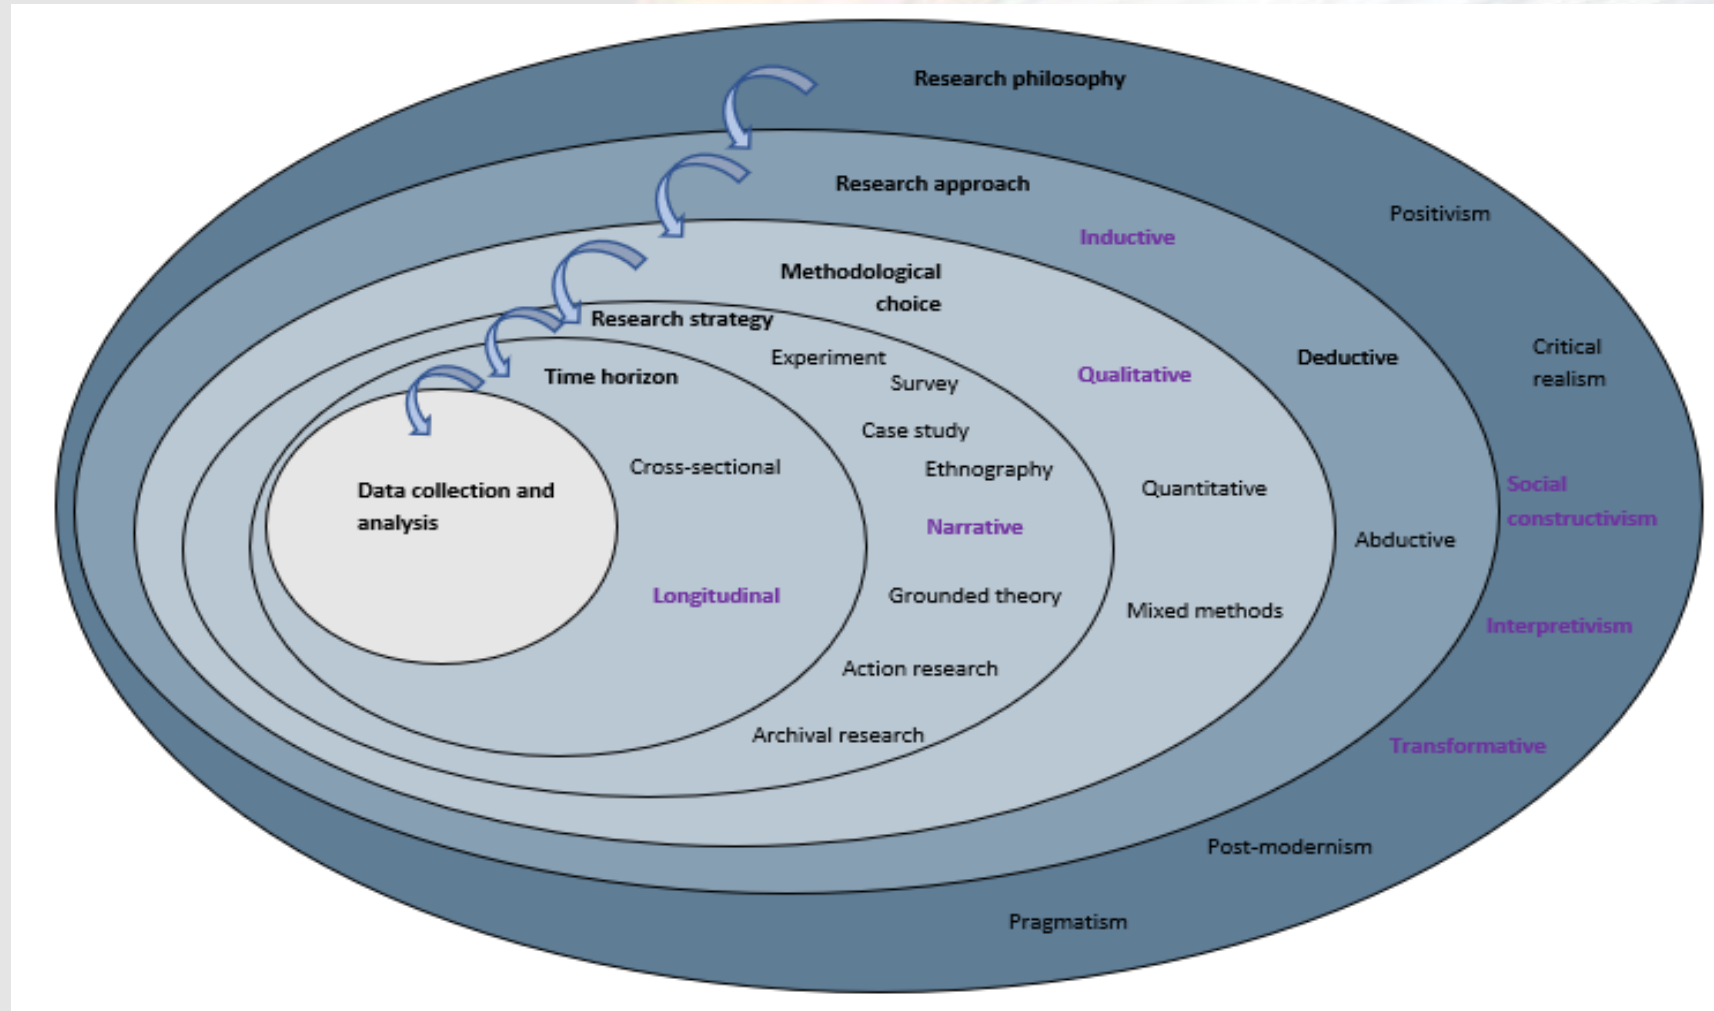 Research philosophy
Research approach
Positivism
Inductive
Methodological
choice
Research strategy
Critical
realism
Experiment
Deductive
Time horizon
Qualitative
Survey
Case study
Cross-sectional
Ethnography
Data collection and
analysis
Quantitative
Social
constructivism
Narrative
Abductive
Longitudinal
Grounded theory
Mixed methods
Interpretivism
Action research
Archival research
Transformative
Post-modernism
Pragmatism